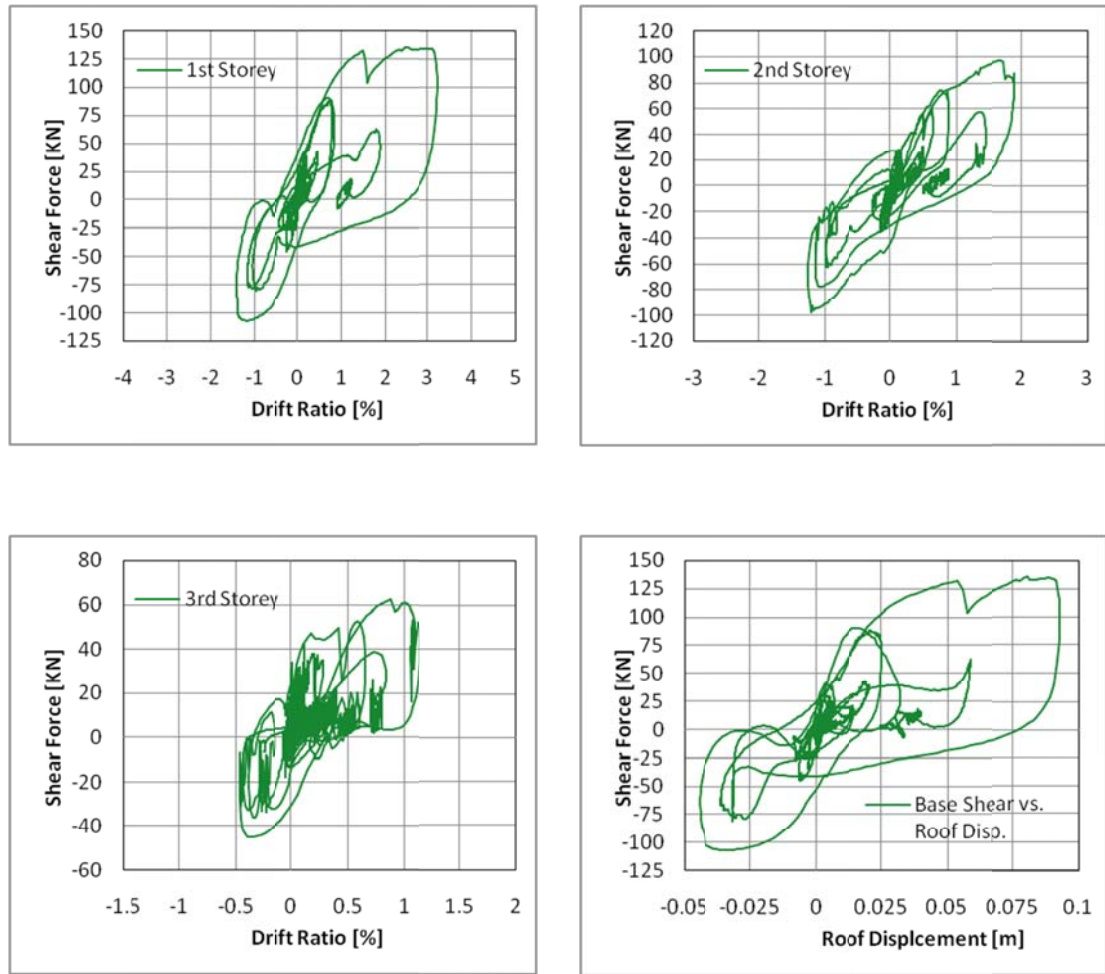 150
125
100
75
50
25
0
-25
-50
-75
-100
-125
Shear Force [KN]
1st Storey
-4 -3 -2 -1 0 1 2 3 4 5
Drift Ratio [%]
120
100
80
60
40
20
0
-20
-40
-60
-80
-100
-120
Shear Force [KN]
2nd Storey
-3 -2 -1 0 1 2 3
Drift Ratio [%]
80
60
40
20
0
-20
-40
-60
Shear Force [KN]
3rd Storey
-1.5 -1 -0.5 0 0.5 1 1.5 2
Drift Ratio [%]
150
125
100
75
50
25
0
-25
-50
-75
-100
-125
Shear Force [KN]
Base Shear vs.
Roof Disp.
-0.05 -0.025 0 0.025 0.05 0.075 0.1
Roof Displcement [m]